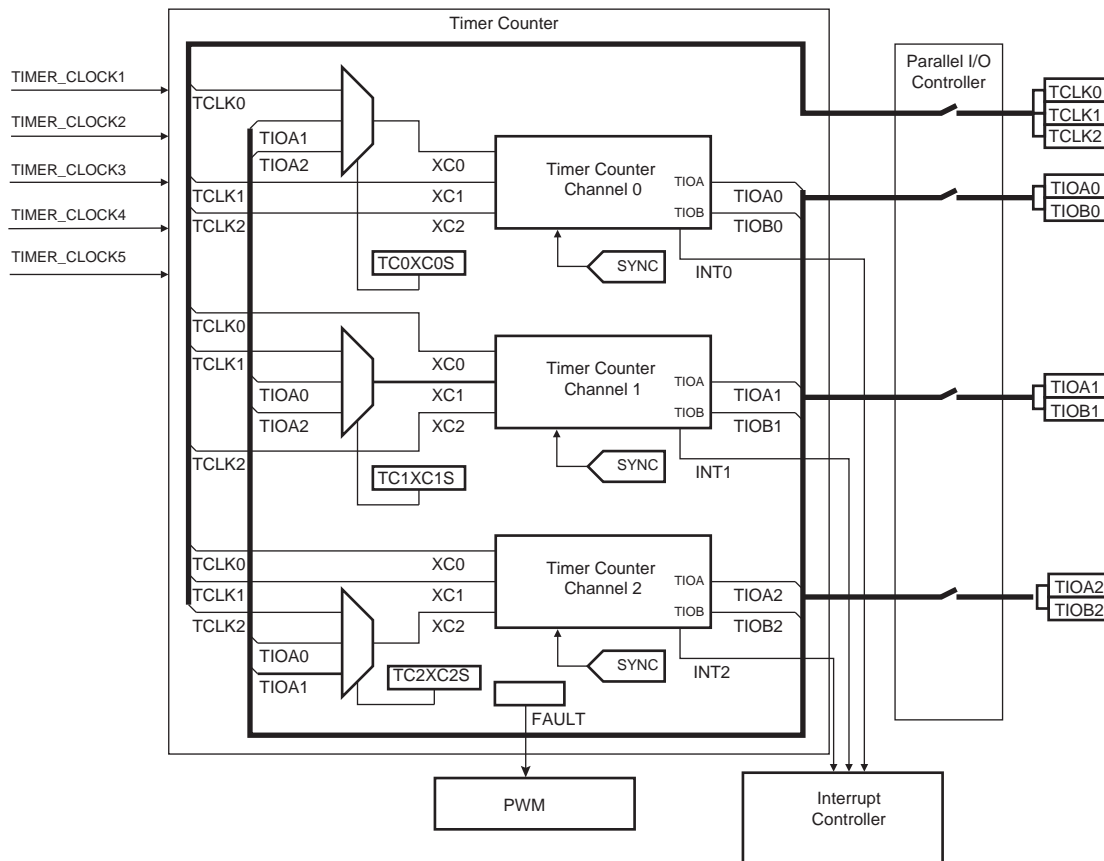 Timer Counter
Parallel I/O
Controller
TIMER_CLOCK1
TIMER_CLOCK2
TIMER_CLOCK3
TIMER_CLOCK4
TIMER_CLOCK5
TCLK0
TIOA1
TIOA2
TCLK1
TCLK2
XC0
XC1
XC2
TC0XC0S
Timer Counter
Channel 0
TIOA
TIOB
TIOA0
TIOB0
SYNC
INT0
TCLK0
TCLK1
TCLK2
TIOA0
TIOB0
TCLK0
TCLK1
TIOA0
TIOA2
TCLK2
XC0
XC1
XC2
TC1XC1S
Timer Counter
Channel 1
TIOA
TIOB
TIOA1
TIOB1
SYNC
INT1
TIOA1
TIOB1
TCLK0
TCLK1
TCLK2
TIOA0
TIOA1
XC0
XC1
XC2
TC2XC2S
Timer Counter
Channel 2
TIOA
TIOB
TIOA2
TIOB2
SYNC
INT2
TIOA2
TIOB2
FAULT
PWM
Interrupt
Controller